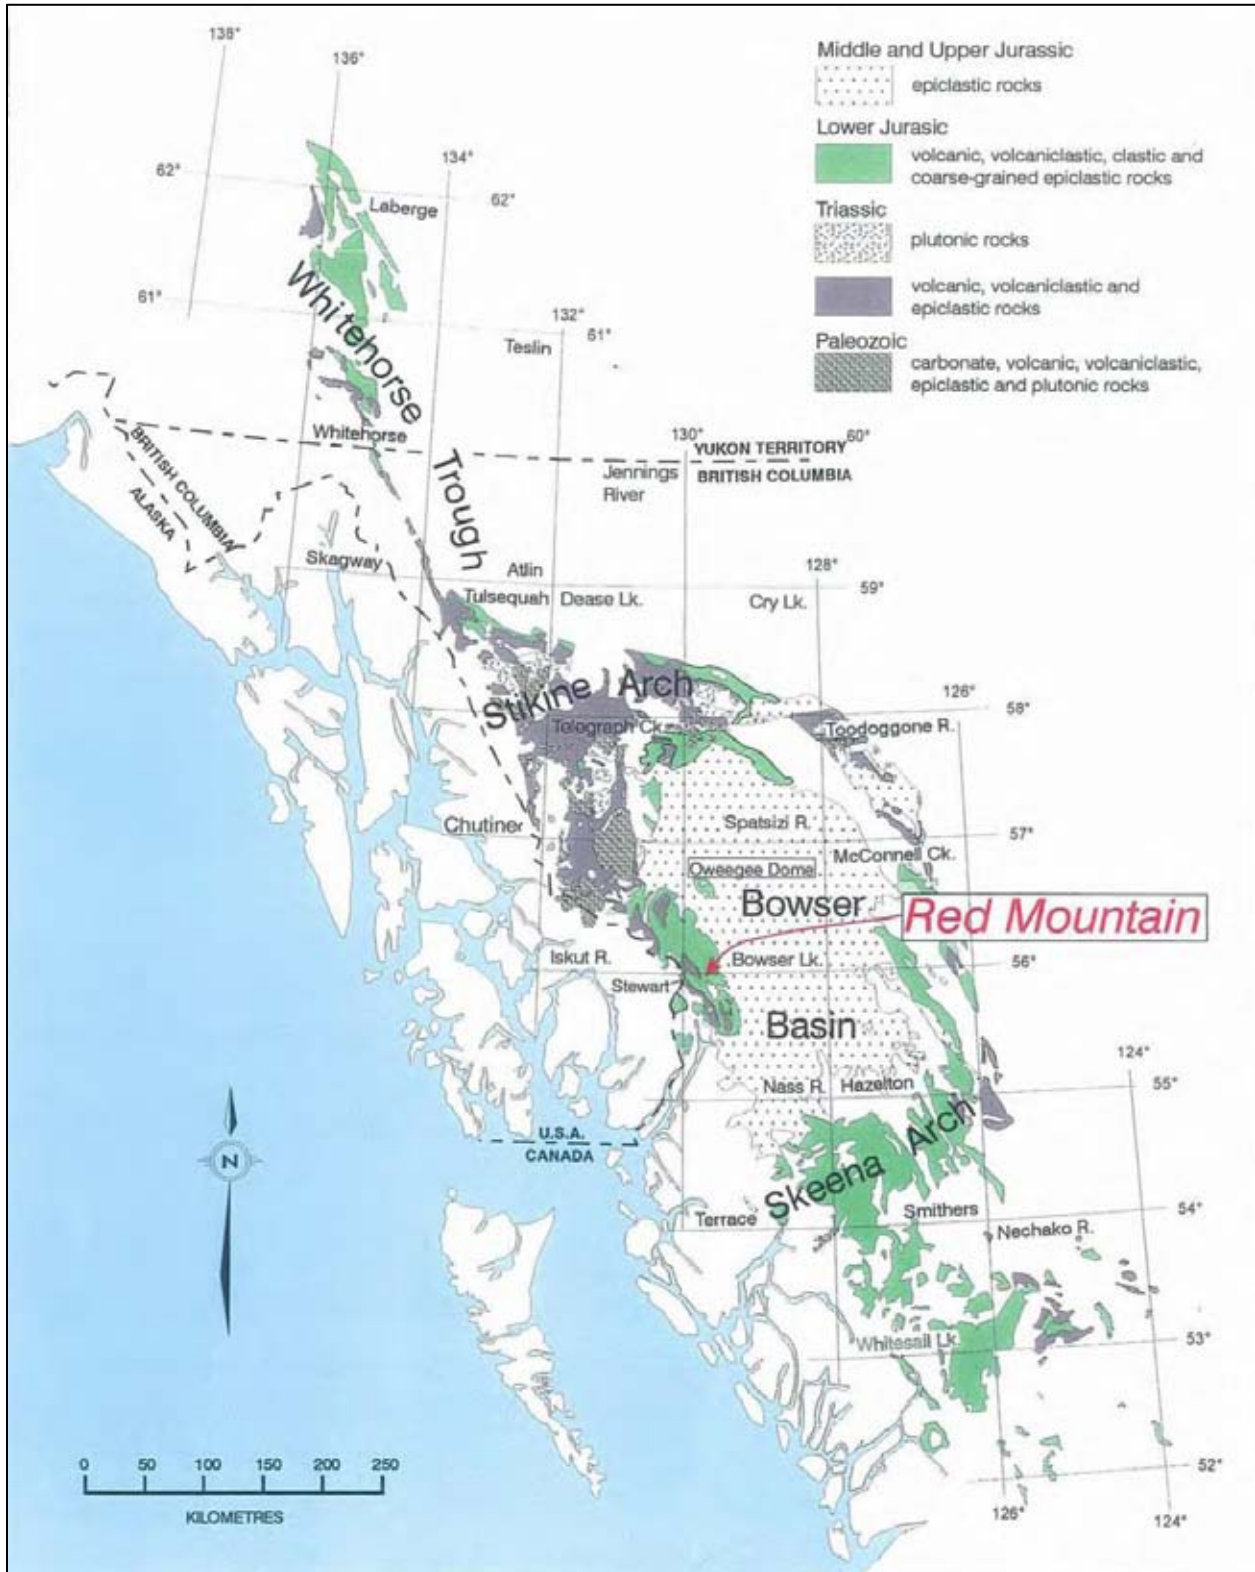 138°
136°
134°
62°
62°
Laberge
61°
132°
61°
Teslin
Whitehorse
Trough
Whitehorse
130°
60°
YUKON TERRITORY
BRITISH COLUMBIA
Jennings
River
BRITISH COLUMBIA
ALASKA
Skagway
Atlin
128°
59°
Tulsequah
Dease Lk.
Cry Lk.
Stikine Arch
126°
58°
Telegraph Ck.
Toodoggone R.
Chutine
Spatsizi R.
57°
McConnell Ck.
Oweegee Dome
Bowser
Red Mountain
Iskut R.
Bowser Lk.
56°
Stewart
Basin
124°
Nass R.
Hazelton
55°
U.S.A.
CANADA
Skeena Arch
Terrace
Smithers
54°
Nechako R.
Whitesail Lk.
53°
52°
126°
124°
N
0 50 100 150 200 250
KILOMETRES
Middle and Upper Jurassic
epiclastic rocks
Lower Jurasic
volcanic, volcaniclastic, clastic and
coarse-grained epiclastic rocks
Triassic
plutonic rocks
volcanic, volcaniclastic and
epiclastic rocks
Paleozoic
carbonate, volcanic, volcaniclastic,
epiclastic and plutonic rocks